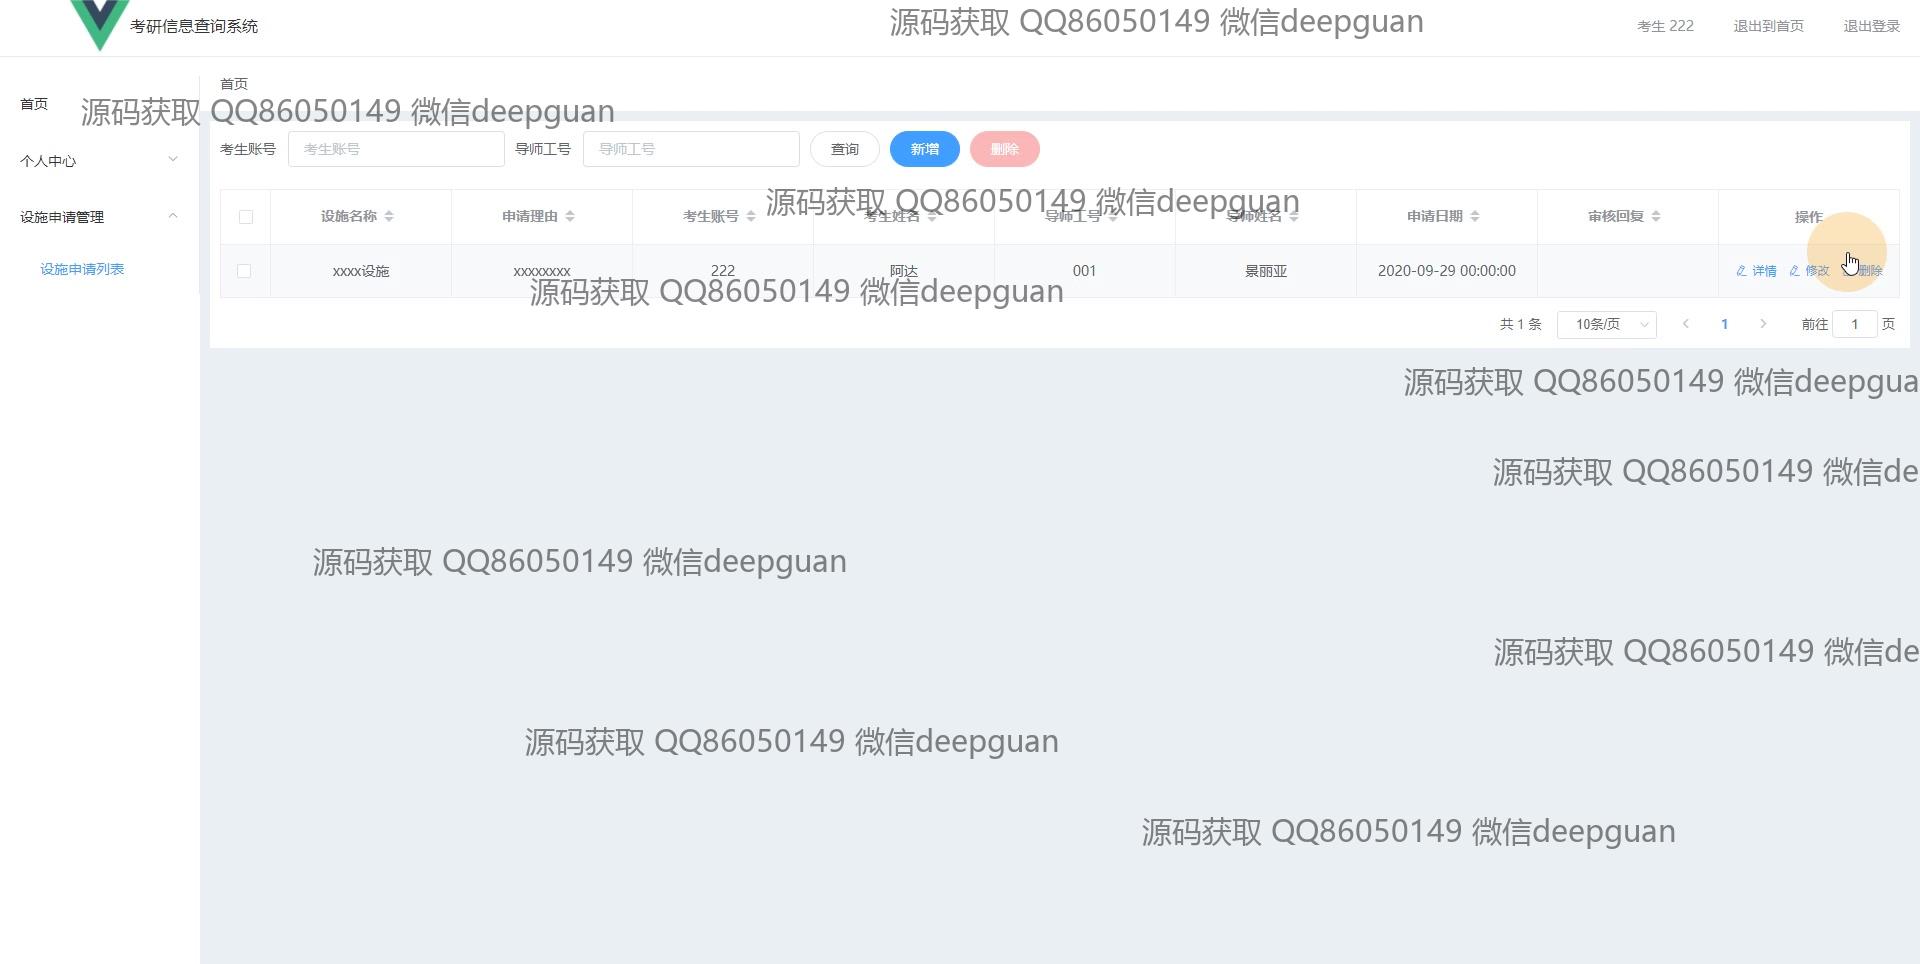 考研信息查询系统
源码获取 QQ86050149 微信deepguan
考生 222
退出到首页
退出登录
首页
个人中心
设施申请管理
设施申请列表
首页
源码获取 QQ86050149 微信deepguan
考生账号 考生账号 导师工号 导师工号 查询 新增 删除
源码获取 QQ86050149 微信deepguan
设施名称 申请理由 考生账号 考生姓名 导师工号 导师姓名 申请日期 审核回复 操作
xxxx设施 xxxxxxxx 222 阿达 001 景丽亚 2020-09-29 00:00:00 详情 修改 删除
源码获取 QQ86050149 微信deepguan
共 1 条 10条/页 1 前往 1 页
源码获取 QQ86050149 微信deepgua
源码获取 QQ86050149 微信de
源码获取 QQ86050149 微信deepguan
源码获取 QQ86050149 微信de
源码获取 QQ86050149 微信deepguan
源码获取 QQ86050149 微信deepguan